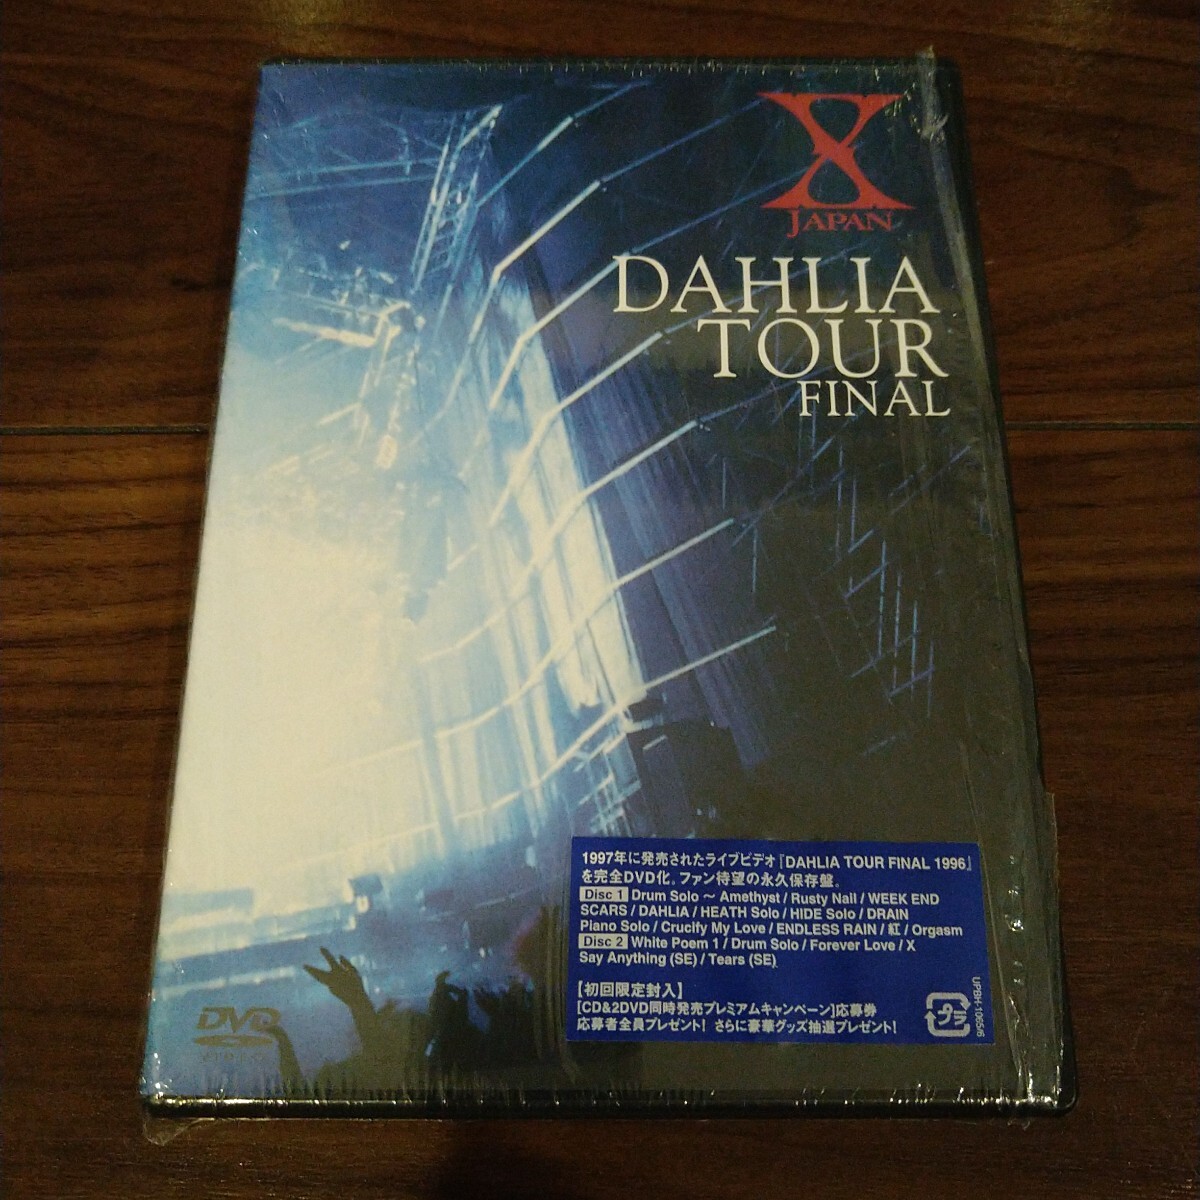 X
JAPAN
DAHLIA
TOUR
FINAL
1997年に発売されたライブビデオ『DAHLIA TOUR FINAL 1996』
を完全DVD化。ファン待望の永久保存盤。
Disc 1 Drum Solo ～ Amethyst / Rusty Nail / WEEK END
SCARS / DAHLIA / HEATH Solo / HIDE Solo / DRAIN
Piano Solo / Crucify My Love / ENDLESS RAIN / 紅 / Orgasm
Disc 2 White Poem 1 / Drum Solo / Forever Love / X
Say Anything (SE) / Tears (SE)
【初回限定封入】
[CD&2DVD同時発売プレミアムキャンペーン]応募券
応募者全員プレゼント! さらに豪華グッズ抽選プレゼント!
プラ
UPBH-1065/6
DVD
VIDEO